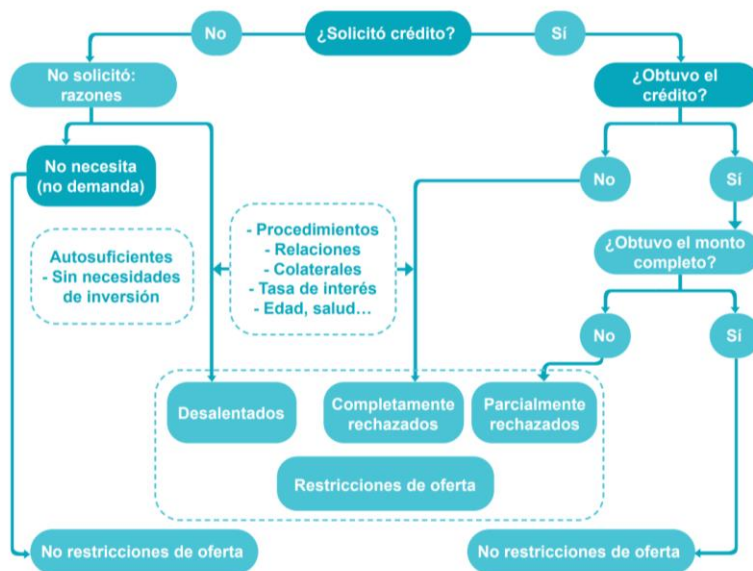 No
¿Solicitó crédito?
Sí
No solicitó:
razones
¿Obtuvo el
crédito?
No necesita
(no demanda)
No
Sí
Autosuficientes
- Sin necesidades
de inversión
- Procedimientos
- Relaciones
- Colaterales
- Tasa de interés
- Edad, salud…
¿Obtuvo el monto
completo?
No
Sí
Desalentados
Completamente
rechazados
Parcialmente
rechazados
Restricciones de oferta
No restricciones de oferta
No restricciones de oferta